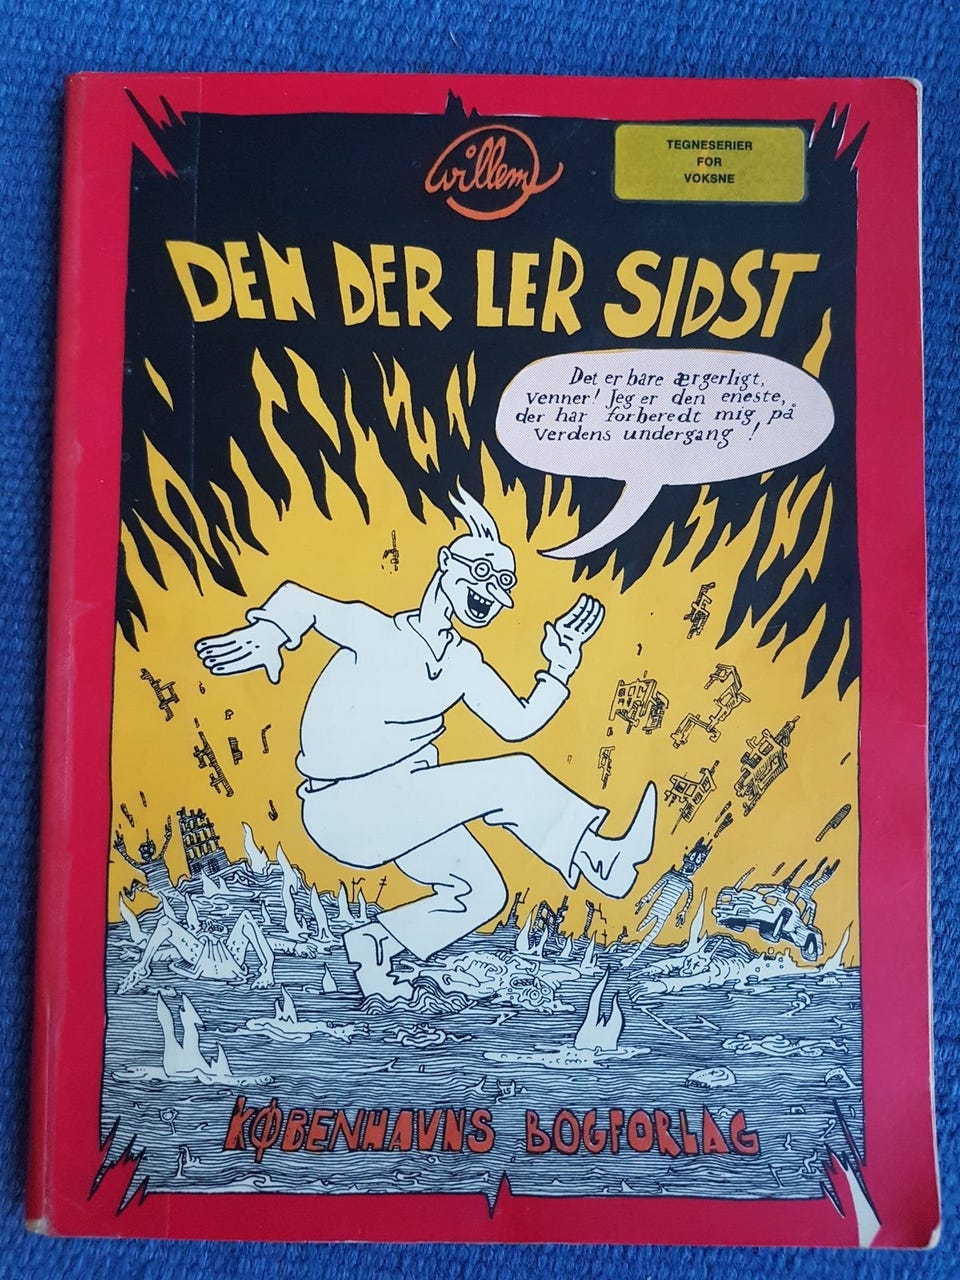 willem
TEGNESERIER
FOR
VOKSNE
DEN DER LER SIDST
Det er bare ærgerligt,
venner! Jeg er den eneste,
der har forberedt mig på
verdens undergang!
KØBENHAVNS BOGFORLAG